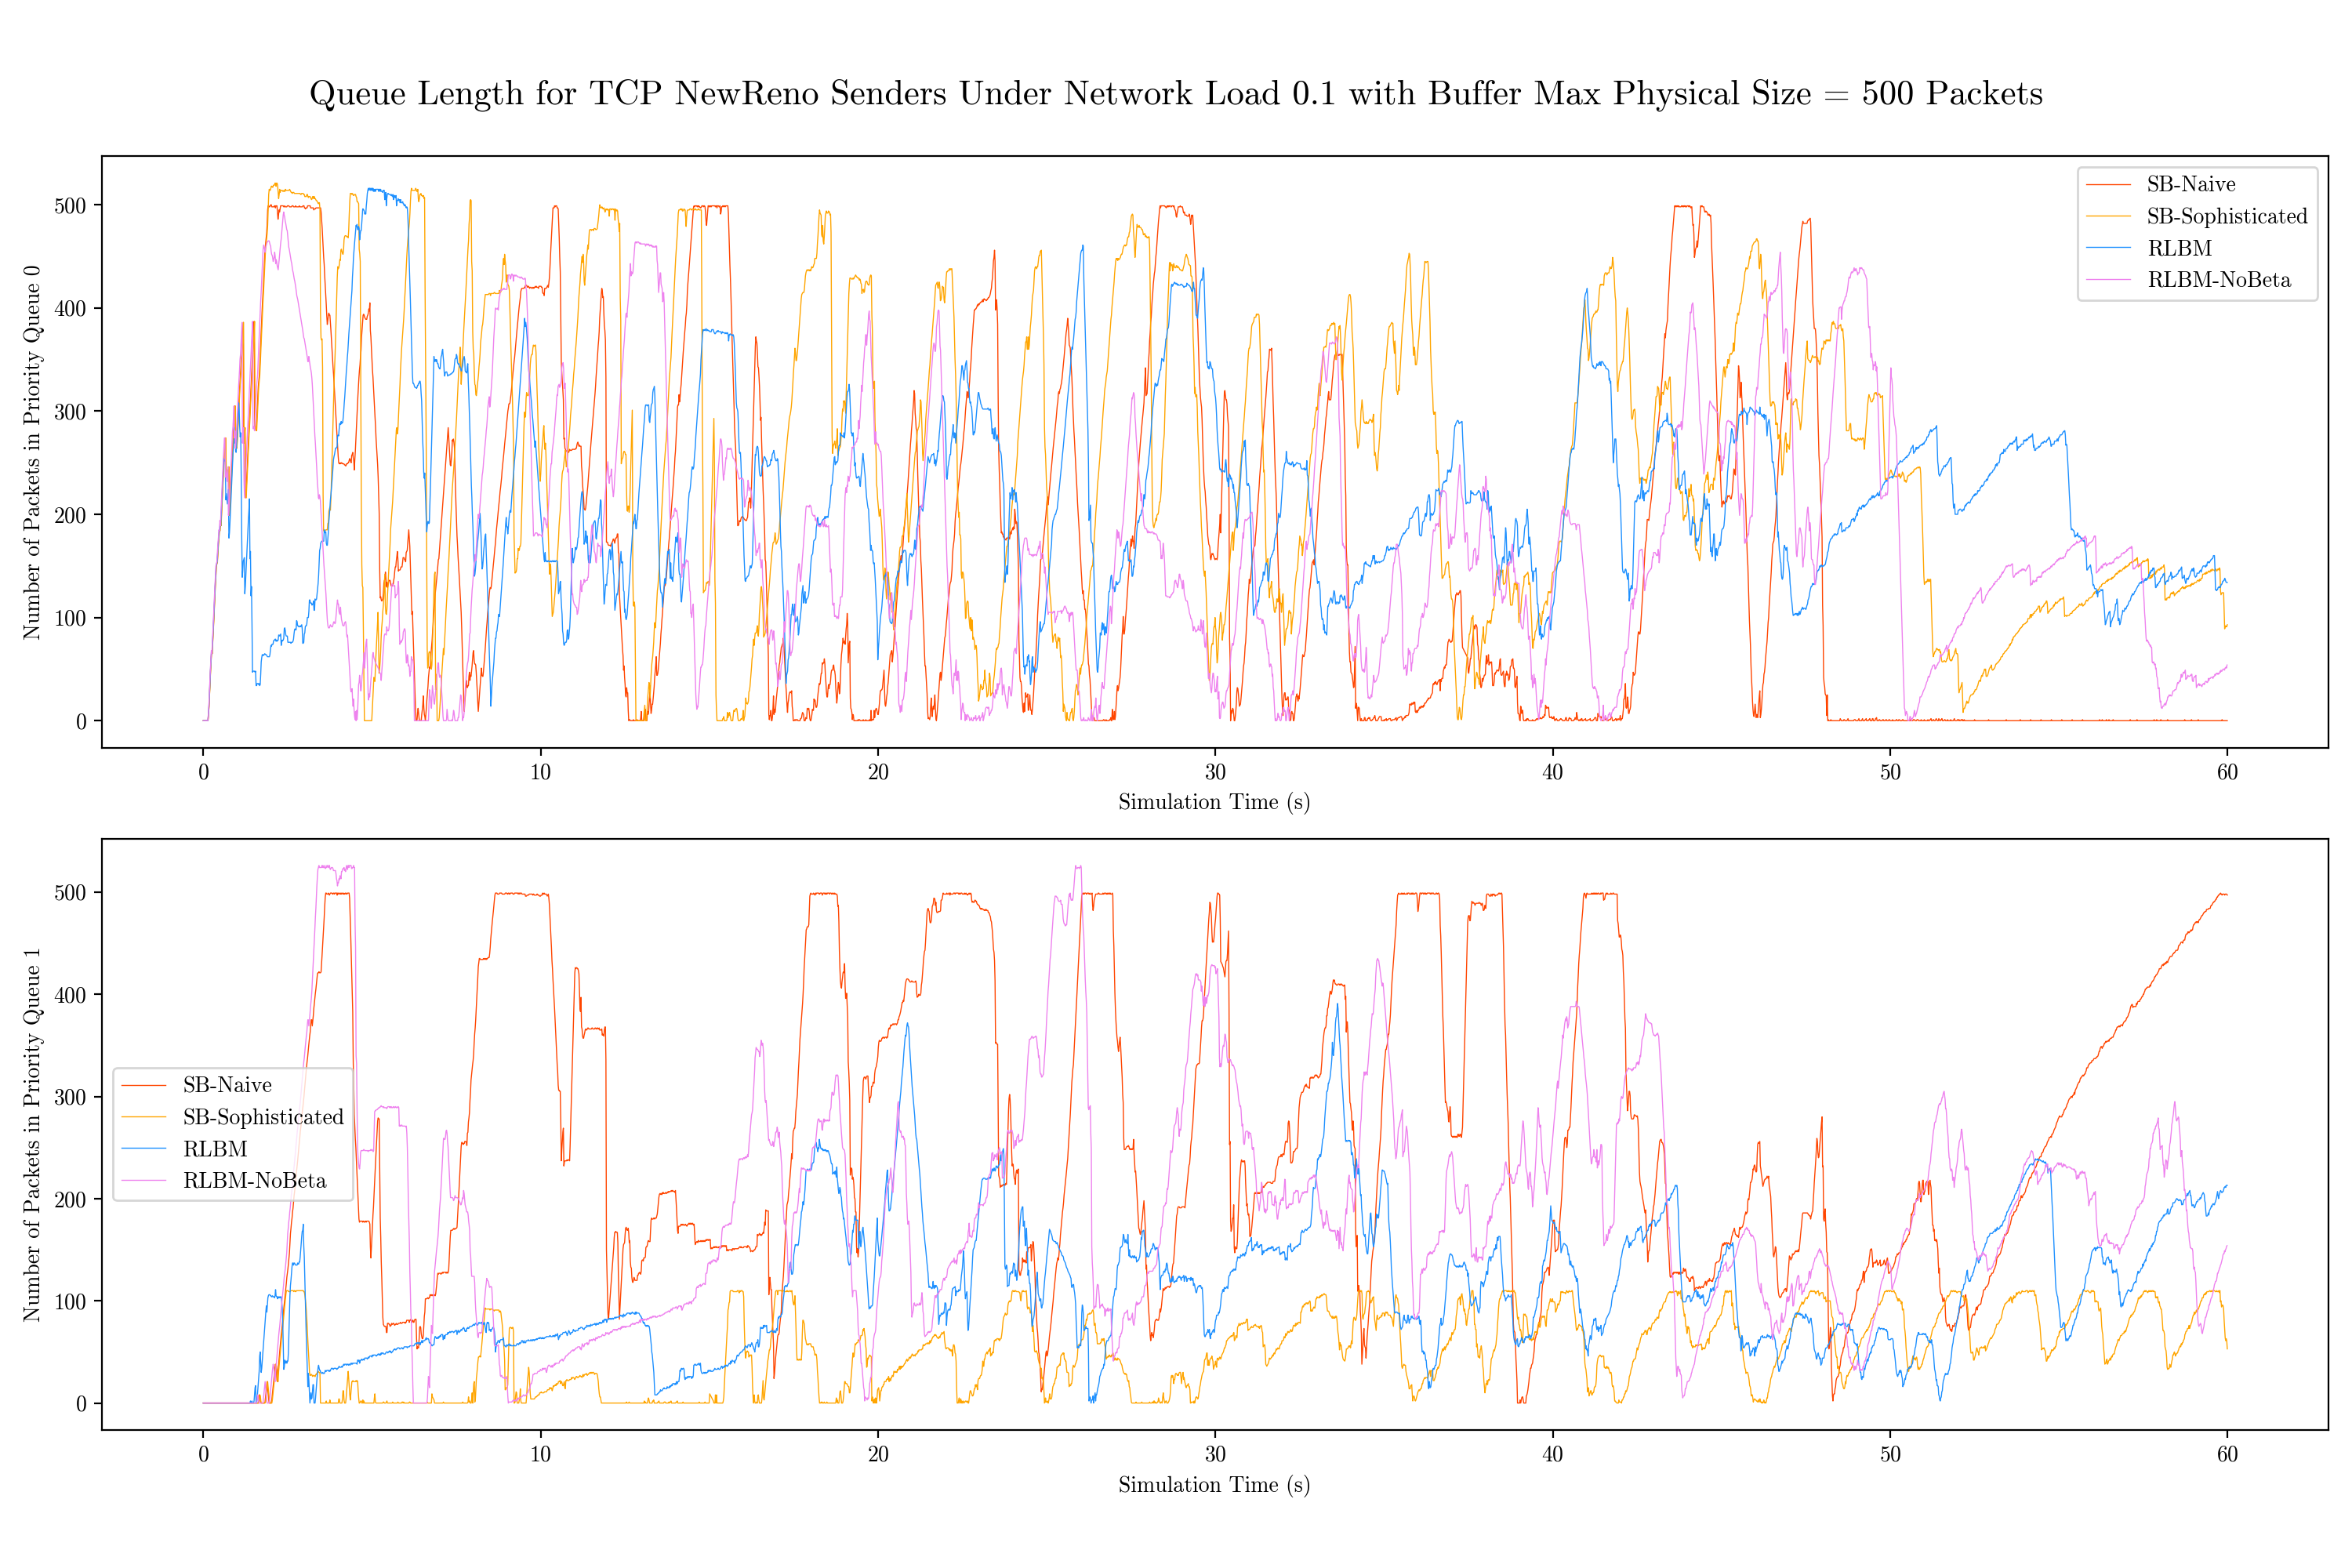 Queue Length for TCP NewReno Senders Under Network Load 0.1 with Buffer Max Physical Size = 500 Packets
Number of Packets in Priority Queue 0
500
400
300
200
100
0
SB-Naive
SB-Sophisticated
RLBM
RLBM-NoBeta
0 10 20 30 40 50 60
Simulation Time (s)
Number of Packets in Priority Queue 1
500
400
300
200
100
0
SB-Naive
SB-Sophisticated
RLBM
RLBM-NoBeta
0 10 20 30 40 50 60
Simulation Time (s)